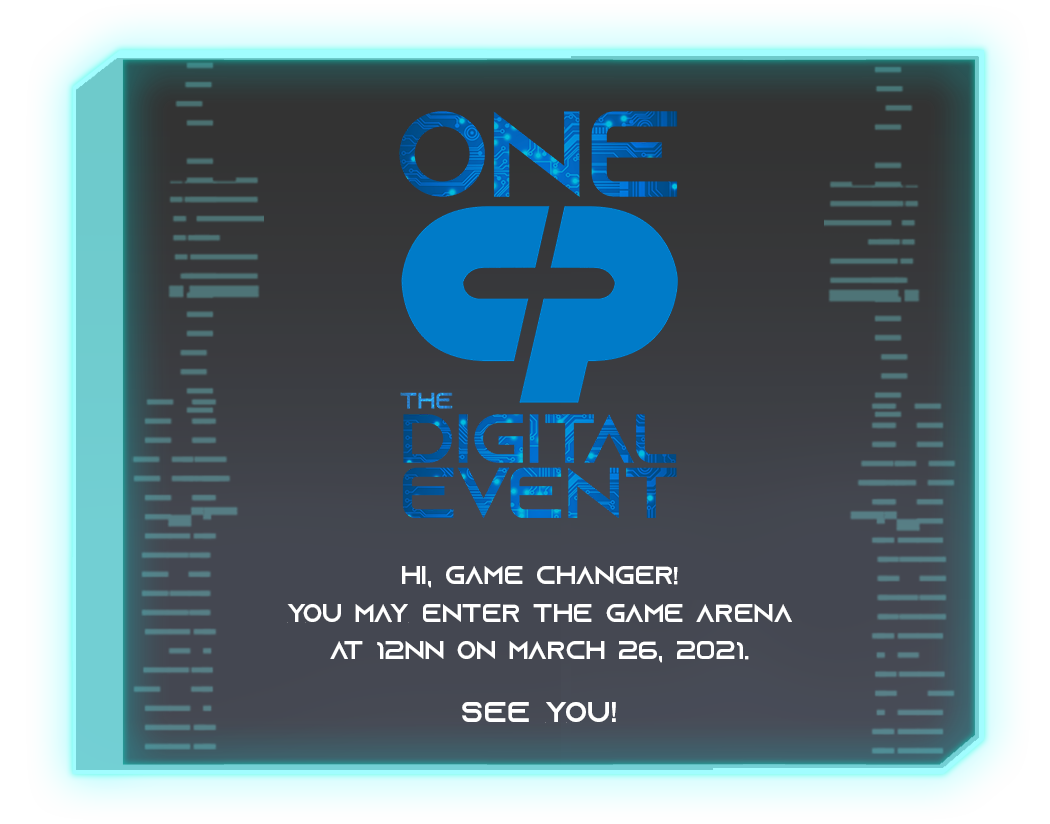 ONE
CP
THE
DIGITAL
EVENT
HI, GAME CHANGER!
YOU MAY ENTER THE GAME ARENA
AT 12NN ON MARCH 26, 2021.
SEE YOU!